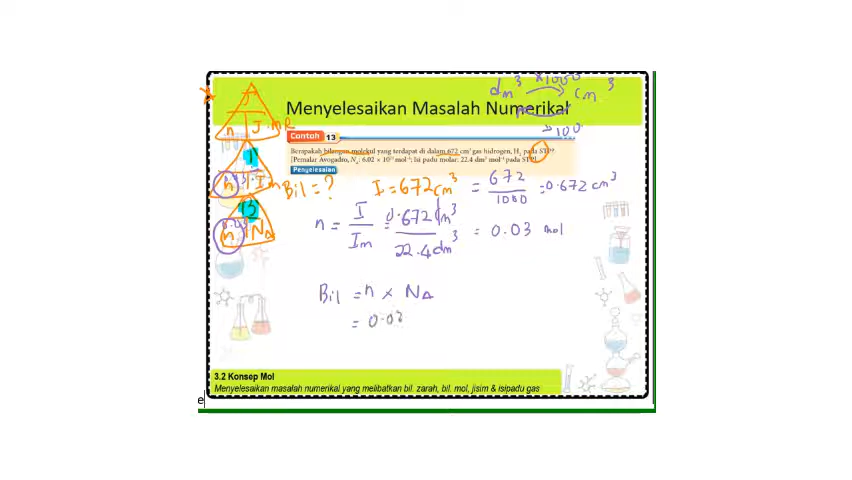 dm³ ×1000 cm³
÷100
Menyelesaikan Masalah Numerikal
Contoh 13
Berapakah bilangan molekul yang terdapat di dalam 672 cm³ gas hidrogen, H₂ pada STP?
[Pemalar Avogadro, Nₐ: 6.02 × 10²³ mol⁻¹; Isi padu molar: 22.4 dm³ mol⁻¹ pada STP]
Penyelesaian
J
n J.mR
I
n Im
B
0.03
n NA
Bil = ? I = 672 cm³ = 672/1000 = 0.672 cm³
n = I/Im = 0.672 dm³/22.4 dm³ = 0.03 mol
Bil = n × NA
= 0.03
3.2 Konsep Mol
Menyelesaikan masalah numerikal yang melibatkan bil. zarah, bil. mol, jisim & isipadu gas
e